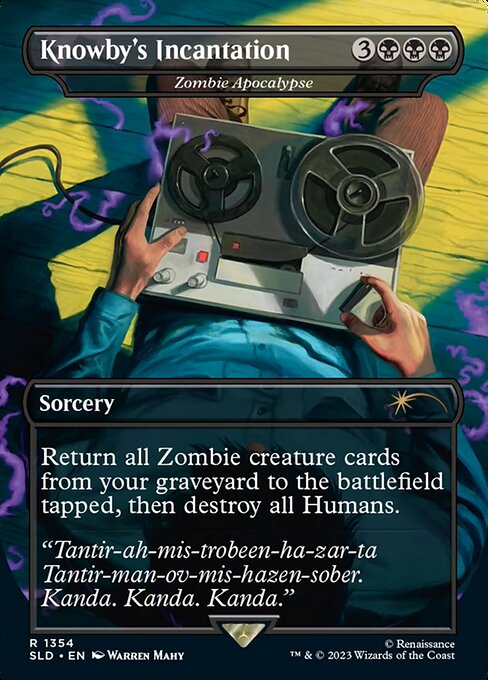 Knowby's Incantation 3
Zombie Apocalypse
Sorcery
Return all Zombie creature cards
from your graveyard to the battlefield
tapped, then destroy all Humans.
“Tantir-ah-mis-trobeen-ha-zar-ta
Tantir-man-ov-mis-hazen-sober.
Kanda. Kanda. Kanda.”
R 1354
SLD • EN Warren Mahy
© Renaissance
™ & © 2023 Wizards of the Coast